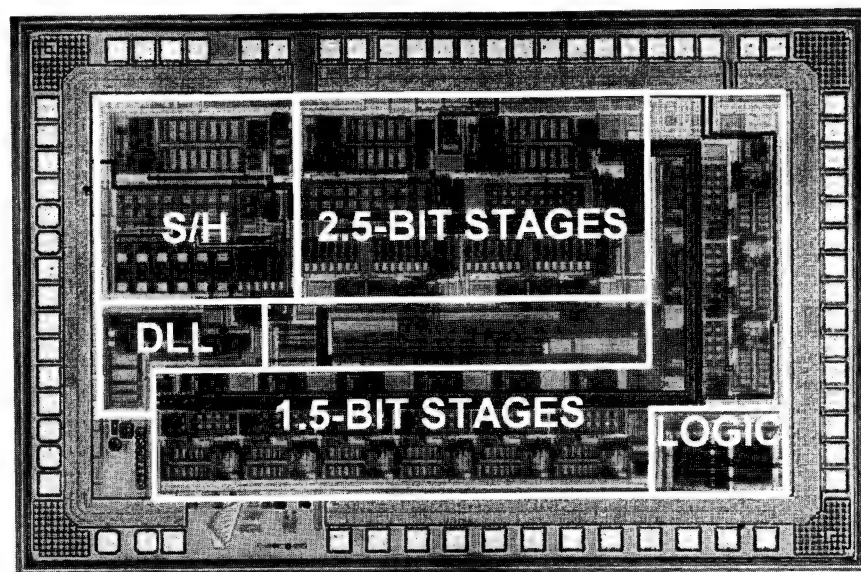 S/H
2.5-BIT STAGES
DLL
1.5-BIT STAGES
LOGIC